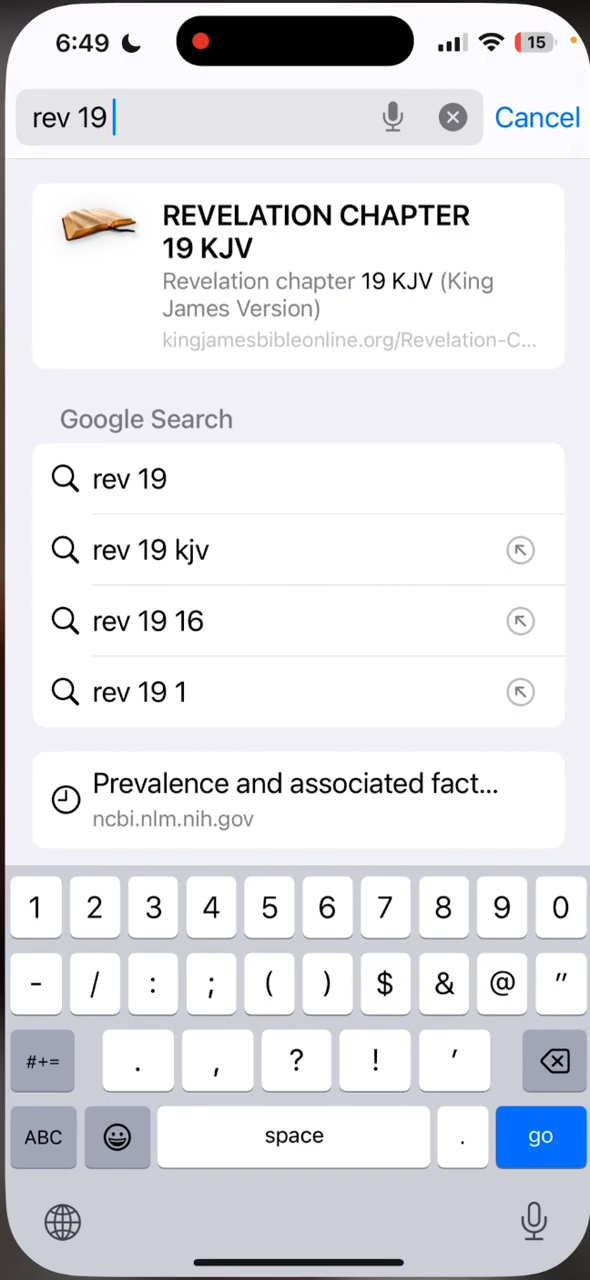 6:49
15
rev 19
Cancel
REVELATION CHAPTER
19 KJV
Revelation chapter 19 KJV (King
James Version)
kingjamesbibleonline.org/Revelation-C...
Google Search
rev 19
rev 19 kjv
rev 19 16
rev 19 1
Prevalence and associated fact...
ncbi.nlm.nih.gov
1 2 3 4 5 6 7 8 9 0
- / : ; ( ) $ & @ "
#+= . , ? ! '
ABC space . go